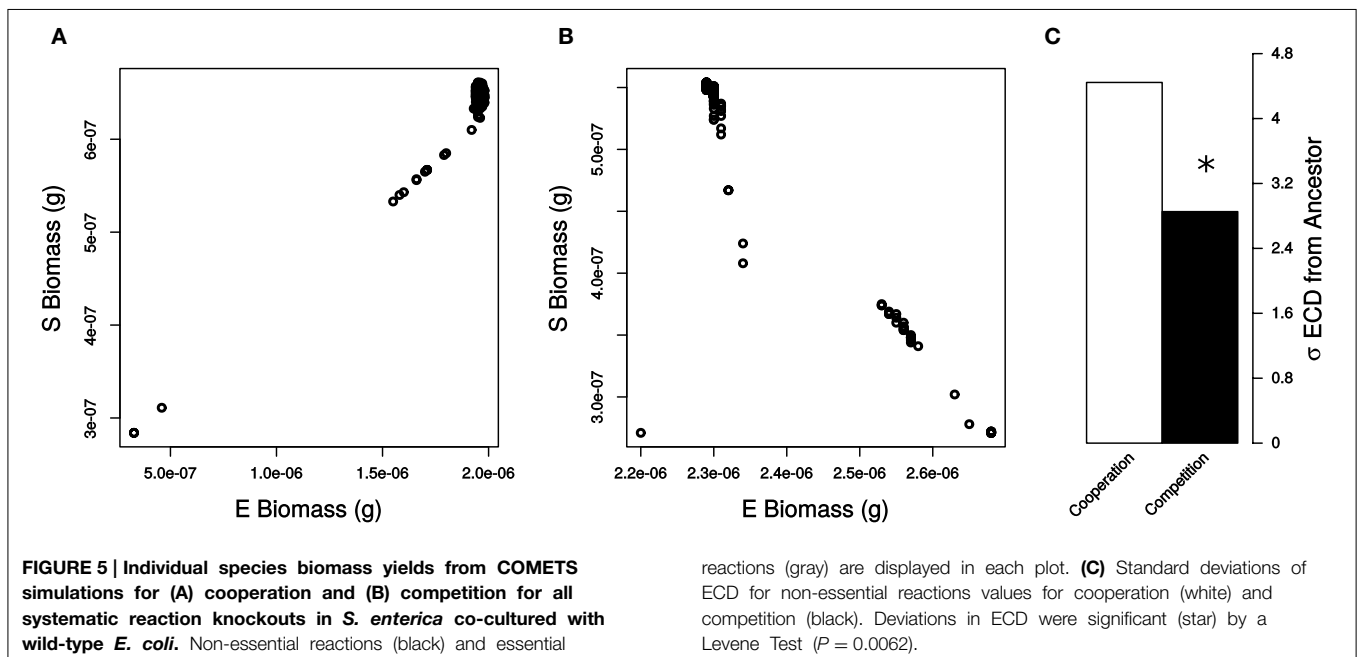 A
B
C
S Biomass (g)
6e-07
5e-07
4e-07
3e-07
5.0e-07 1.0e-06 1.5e-06 2.0e-06
E Biomass (g)
S Biomass (g)
5.0e-07
4.0e-07
3.0e-07
2.2e-06 2.3e-06 2.4e-06 2.5e-06 2.6e-06
E Biomass (g)
*
4.8
4
3.2
2.4
1.6
0.8
0
σ ECD from Ancestor
Cooperation
Competition
FIGURE 5 | Individual species biomass yields from COMETS
simulations for (A) cooperation and (B) competition for all
systematic reaction knockouts in S. enterica co-cultured with
wild-type E. coli. Non-essential reactions (black) and essential
reactions (gray) are displayed in each plot. (C) Standard deviations of
ECD for non-essential reactions values for cooperation (white) and
competition (black). Deviations in ECD were significant (star) by a
Levene Test (P = 0.0062).